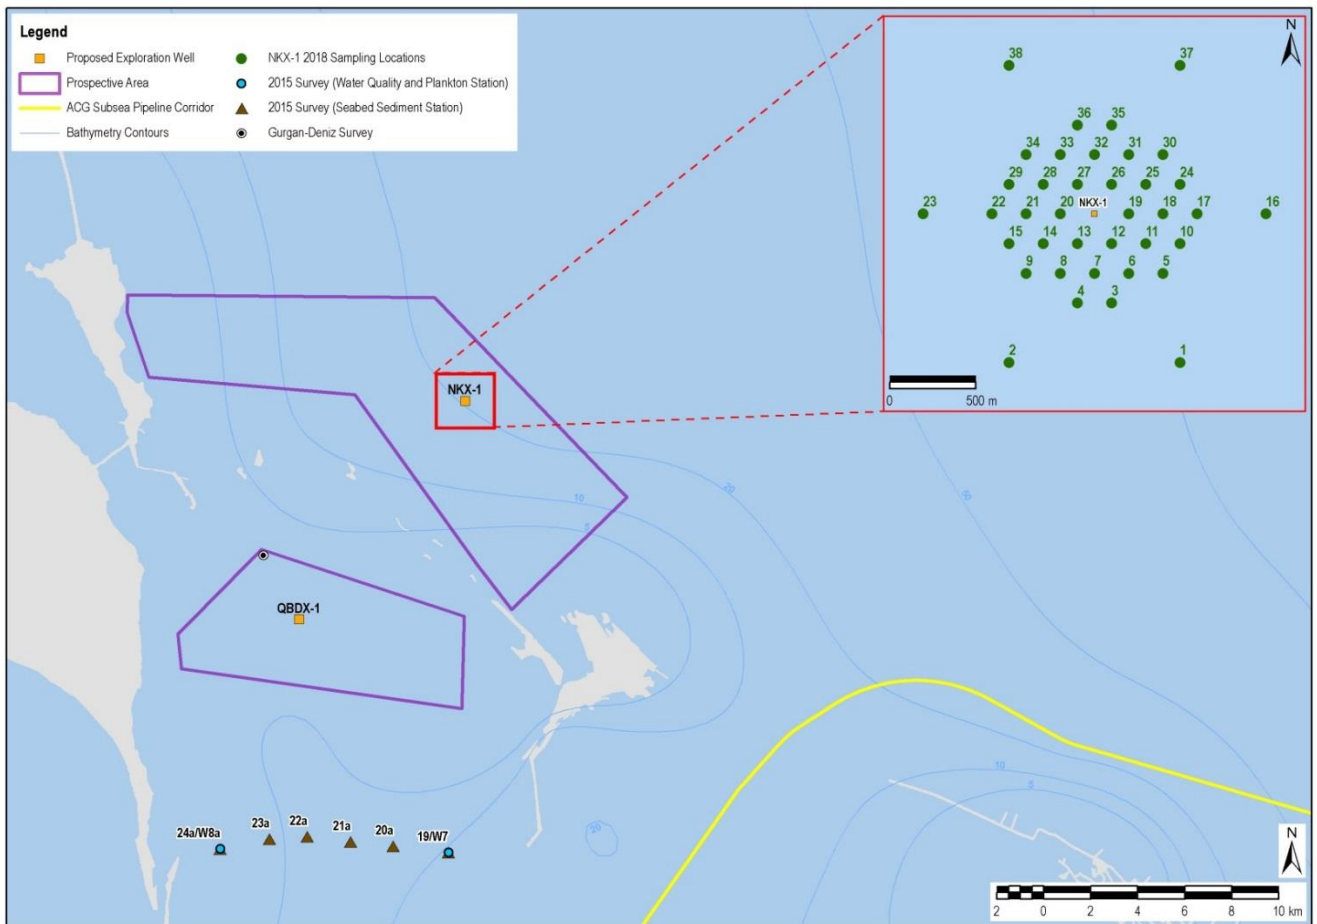 Legend
Proposed Exploration Well
Prospective Area
ACG Subsea Pipeline Corridor
Bathymetry Contours
NKX-1 2018 Sampling Locations
2015 Survey (Water Quality and Plankton Station)
2015 Survey (Seabed Sediment Station)
Gurgan-Deniz Survey
N
38 37
36 35
34 33 32 31 30
29 28 27 26 25 24
23 22 21 20 NKX-1 19 18 17 16
15 14 13 12 11 10
9 8 7 6 5
4 3
2 1
0 500 m
NKX-1
10
20
5
QBDX-1
10
5
24a/W8a 23a 22a 21a 20a 19/W7
20
N
2 0 2 4 6 8 10 km